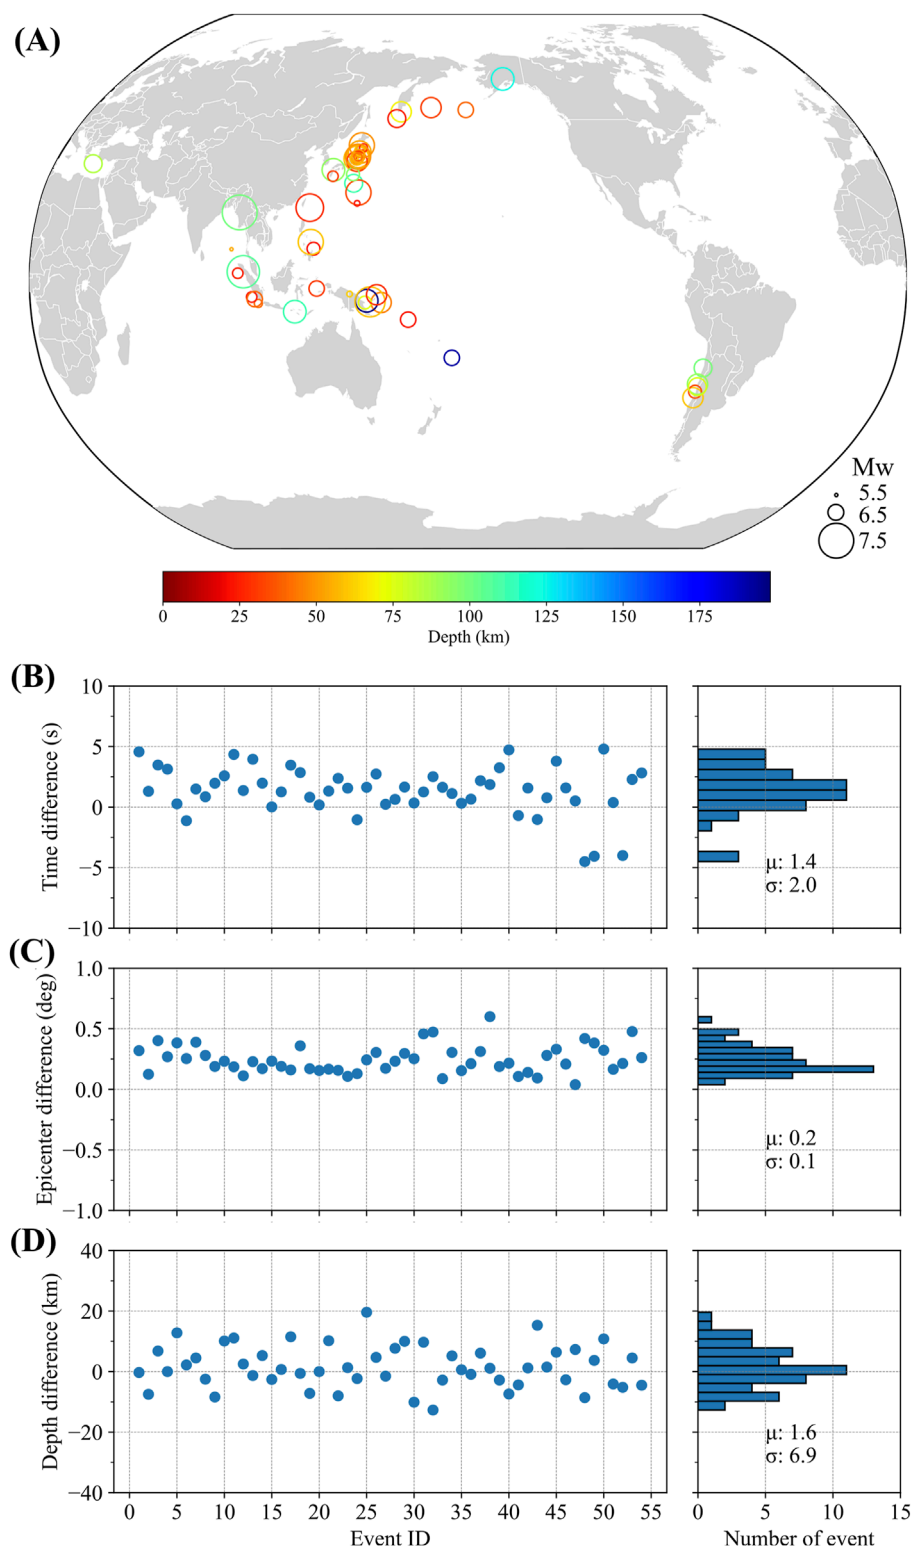 (A)
Mw
5.5
6.5
7.5
0 25 50 75 100 125 150 175
Depth (km)
(B)
Time difference (s)
10
5
0
−5
−10
μ: 1.4
σ: 2.0
(C)
Epicenter difference (deg)
1.0
0.5
0.0
−0.5
−1.0
μ: 0.2
σ: 0.1
(D)
Depth difference (km)
40
20
0
−20
−40
μ: 1.6
σ: 6.9
0 5 10 15 20 25 30 35 40 45 50 55
Event ID
0 5 10 15
Number of event